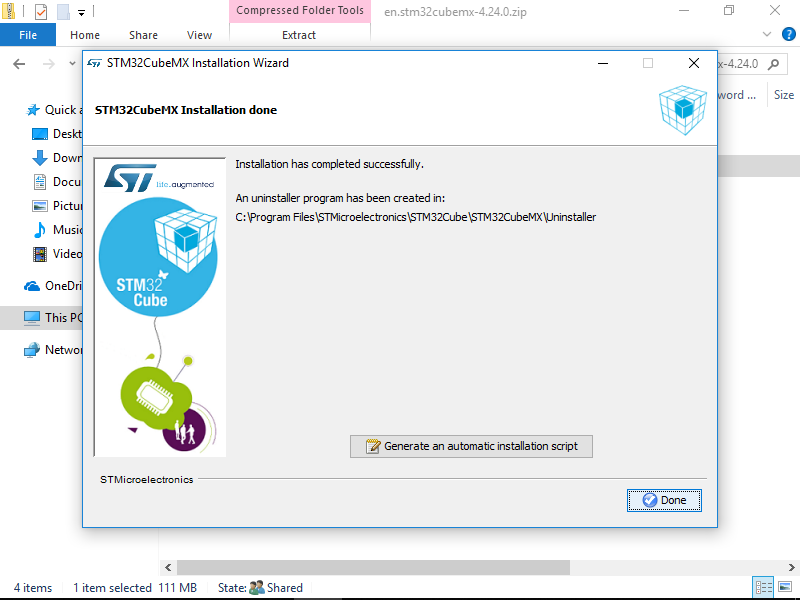 Compressed Folder Tools
en.stm32cubemx-4.24.0.zip
File
Home
Share
View
Extract
STM32CubeMX Installation Wizard
x-4.24.0
STM32CubeMX Installation done
word ...
Size
Quick a
Deskt
Down
Docu
Pictur
Music
Video
OneDri
This PC
Networ
ST
life.augmented
STM32
Cube
Installation has completed successfully.
An uninstaller program has been created in:
C:\Program Files\STMicroelectronics\STM32Cube\STM32CubeMX\Uninstaller
Generate an automatic installation script
STMicroelectronics
Done
4 items
1 item selected
111 MB
State:
Shared